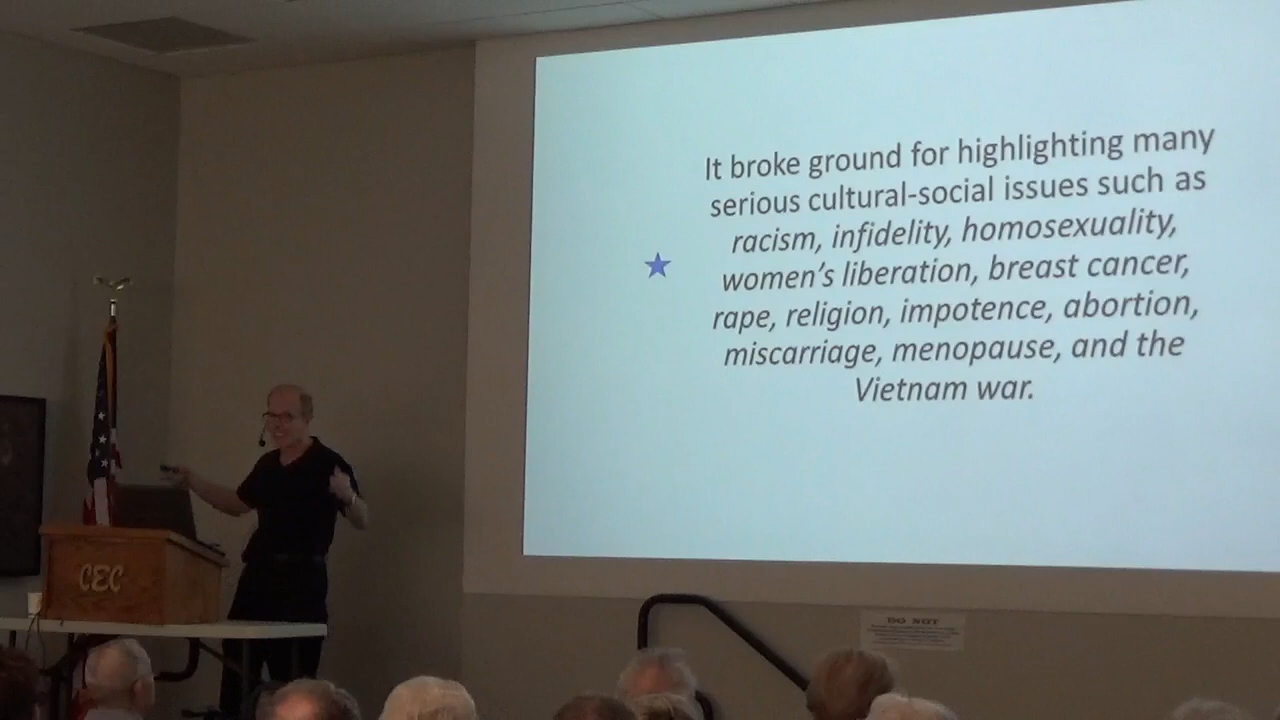 It broke ground for highlighting many
serious cultural-social issues such as
racism, infidelity, homosexuality,
women's liberation, breast cancer,
rape, religion, impotence, abortion,
miscarriage, menopause, and the
Vietnam war.
CEC
DO NOT